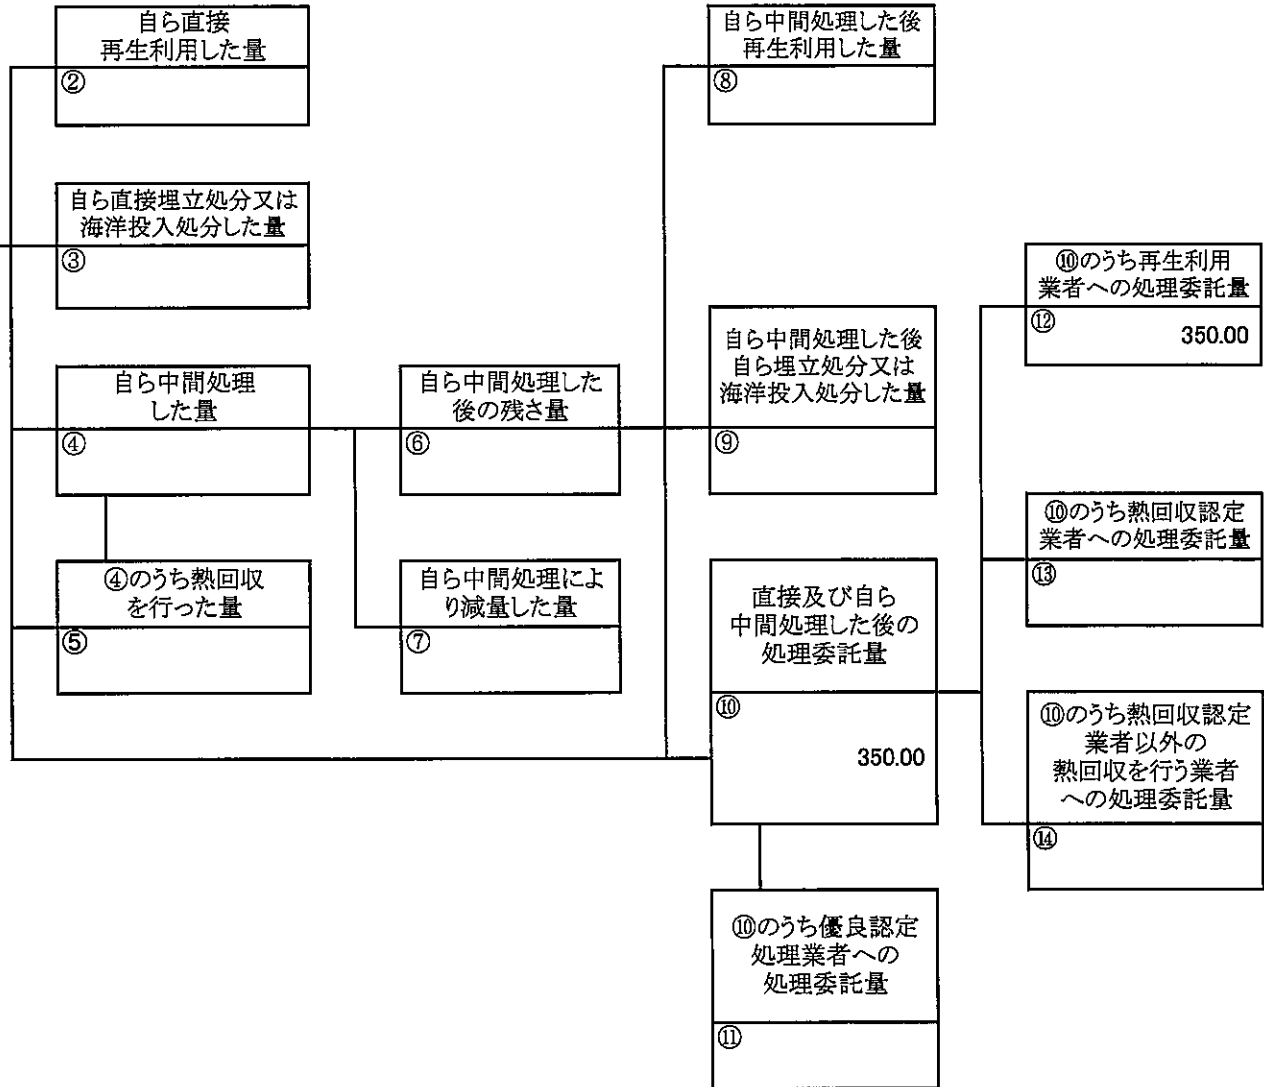 自ら直接
再生利用した量
②
自ら直接埋立処分又は
海洋投入処分した量
③
自ら中間処理
した量
④
④のうち熱回収
を行った量
⑤
自ら中間処理した
後の残さ量
⑥
自ら中間処理によ
り減量した量
⑦
自ら中間処理した後
再生利用した量
⑧
自ら中間処理した後
自ら埋立処分又は
海洋投入処分した量
⑨
直接及び自ら
中間処理した後の
処理委託量
⑩
350.00
⑩のうち優良認定
処理業者への
処理委託量
⑪
⑩のうち再生利用
業者への処理委託量
⑫
350.00
⑩のうち熱回収認定
業者への処理委託量
⑬
⑩のうち熱回収認定
業者以外の
熱回収を行う業者
への処理委託量
⑭